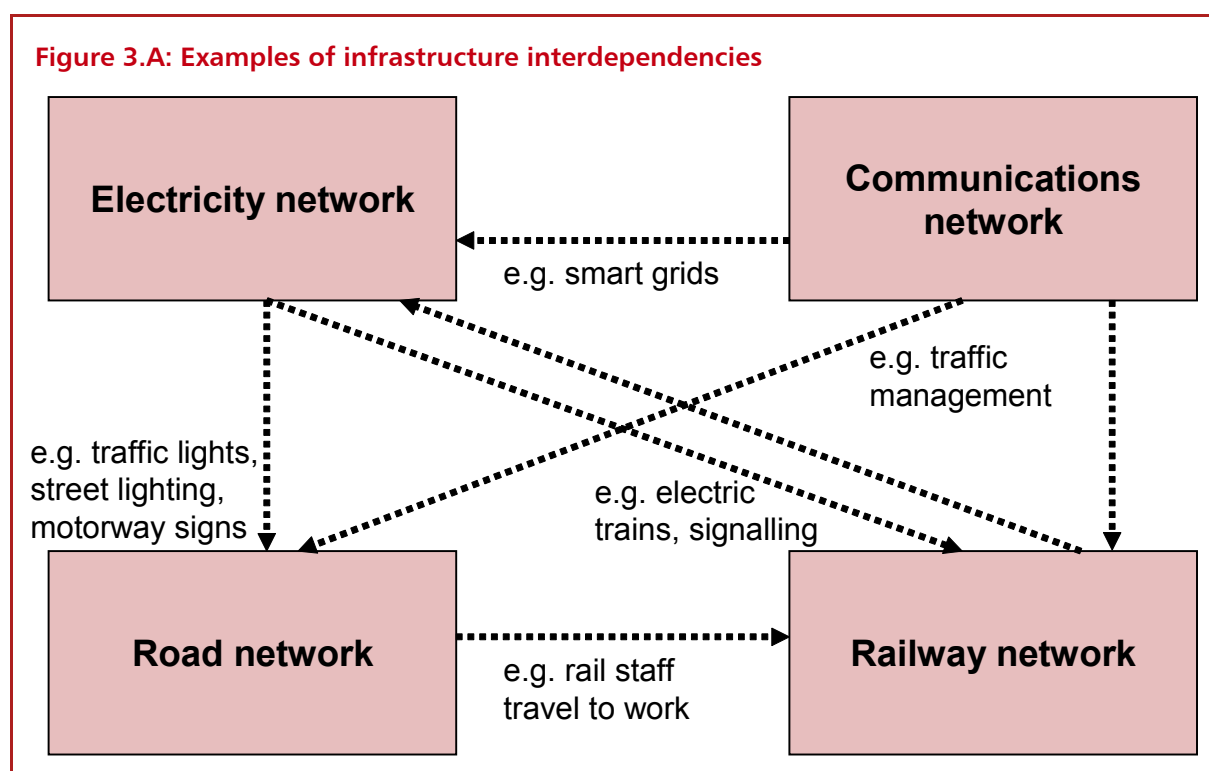 Figure 3.A: Examples of infrastructure interdependencies
Electricity network
Communications
network
e.g. smart grids
e.g. traffic
management
e.g. traffic lights,
street lighting,
motorway signs
e.g. electric
trains, signalling
Road network
e.g. rail staff
travel to work
Railway network